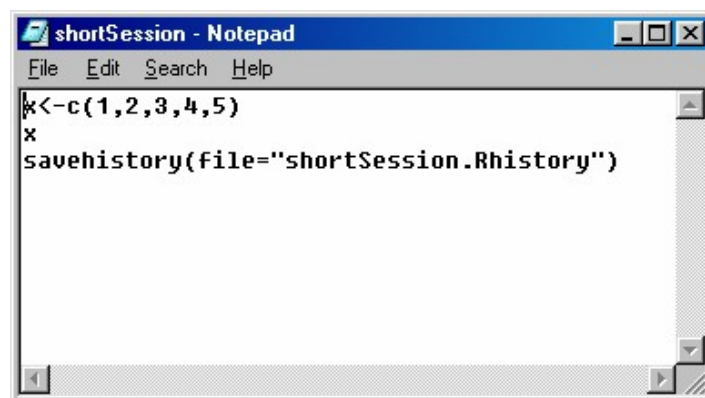 shortSession - Notepad
File Edit Search Help
x<-c(1,2,3,4,5)
x
savehistory(file="shortSession.Rhistory")